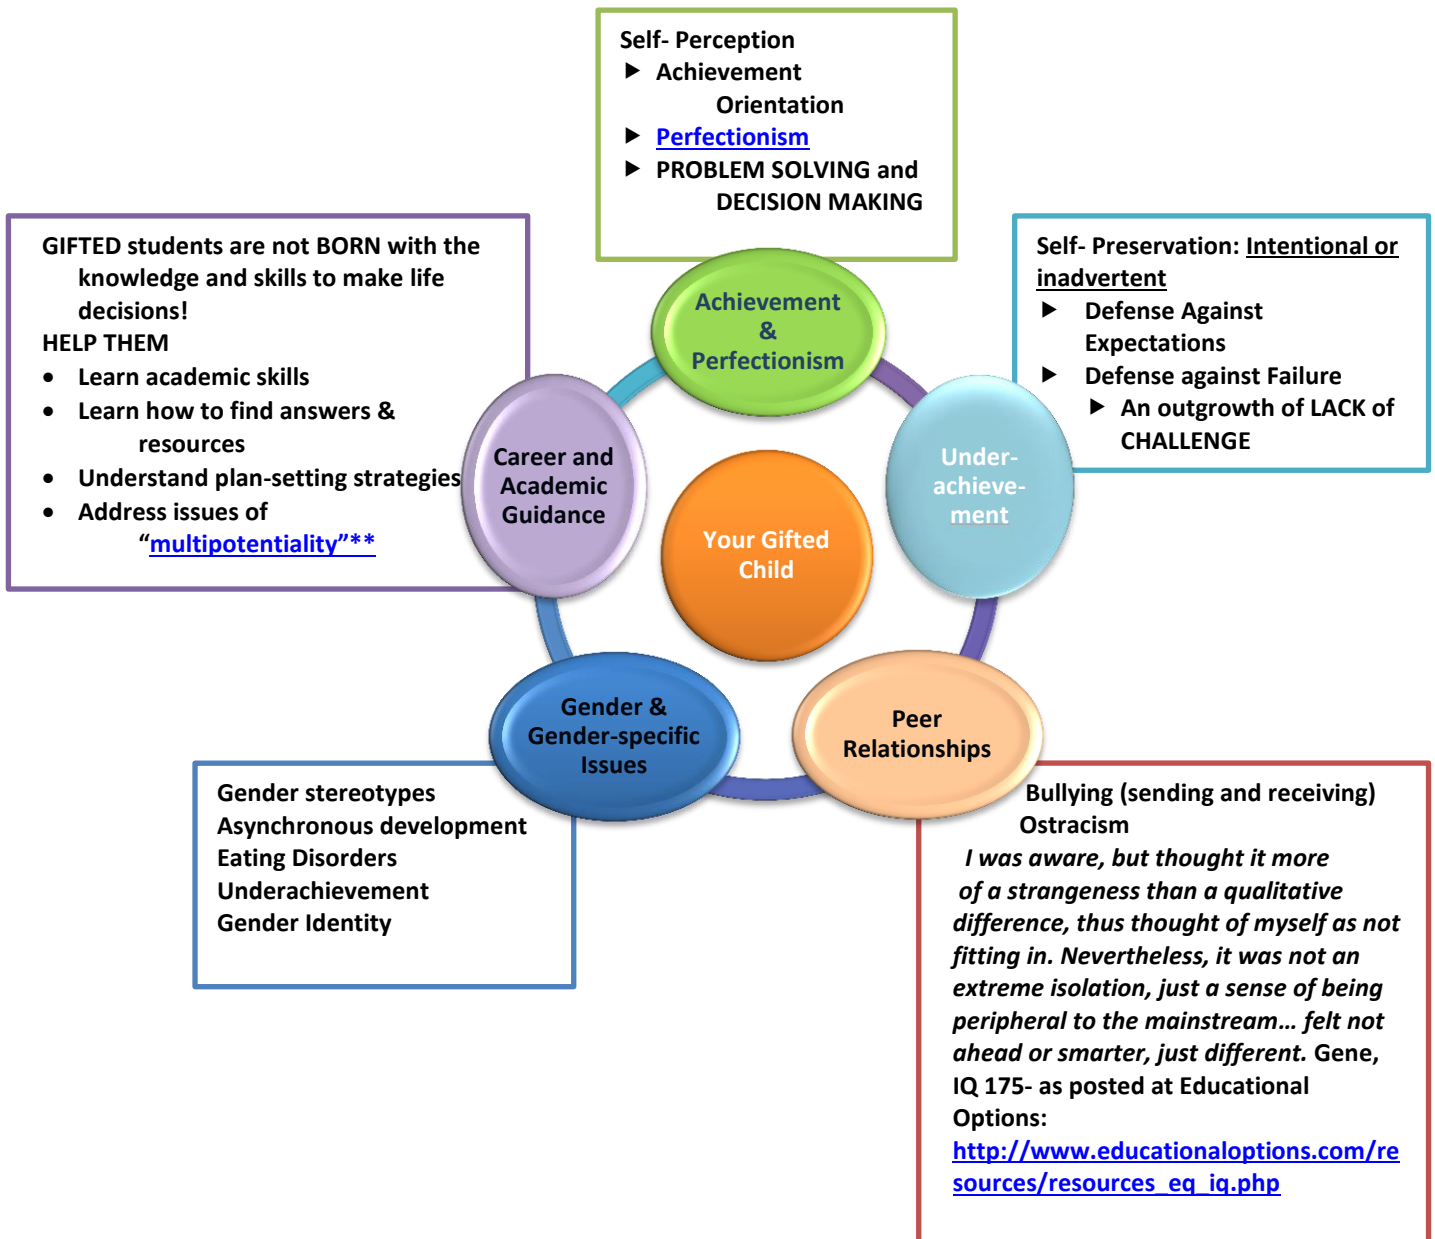 Self- Perception
► Achievement
Orientation
► Perfectionism
► PROBLEM SOLVING and
DECISION MAKING
GIFTED students are not BORN with the
knowledge and skills to make life
decisions!
HELP THEM
• Learn academic skills
• Learn how to find answers &
resources
• Understand plan-setting strategies
• Address issues of
“multipotentiality”**
Self- Preservation: Intentional or
inadvertent
► Defense Against
Expectations
► Defense against Failure
► An outgrowth of LACK of
CHALLENGE
Achievement
&
Perfectionism
Career and
Academic
Guidance
Under-
achieve-
ment
Your Gifted
Child
Gender &
Gender-specific
Issues
Peer
Relationships
Gender stereotypes
Asynchronous development
Eating Disorders
Underachievement
Gender Identity
Bullying (sending and receiving)
Ostracism
I was aware, but thought it more
of a strangeness than a qualitative
difference, thus thought of myself as not
fitting in. Nevertheless, it was not an
extreme isolation, just a sense of being
peripheral to the mainstream… felt not
ahead or smarter, just different. Gene,
IQ 175- as posted at Educational
Options:
http://www.educationaloptions.com/re
sources/resources_eq_iq.php